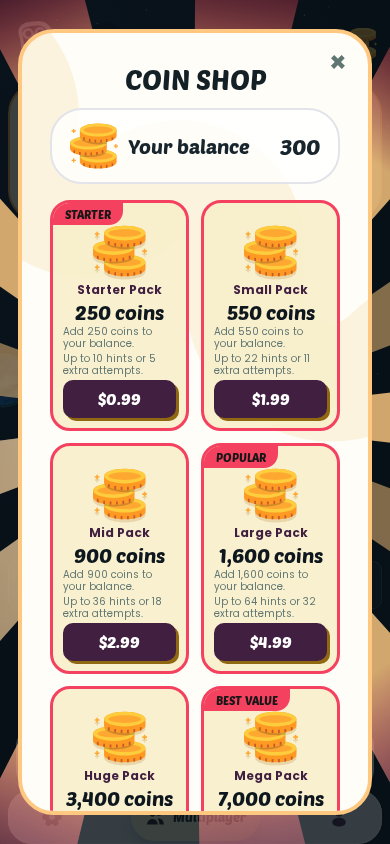 COIN SHOP
✖
Your balance 300
STARTER
Starter Pack
250 coins
Add 250 coins to
your balance.
Up to 10 hints or 5
extra attempts.
$0.99
Small Pack
550 coins
Add 550 coins to
your balance.
Up to 22 hints or 11
extra attempts.
$1.99
Mid Pack
900 coins
Add 900 coins to
your balance.
Up to 36 hints or 18
extra attempts.
$2.99
POPULAR
Large Pack
1,600 coins
Add 1,600 coins to
your balance.
Up to 64 hints or 32
extra attempts.
$4.99
Huge Pack
3,400 coins
BEST VALUE
Mega Pack
7,000 coins
Multiplayer